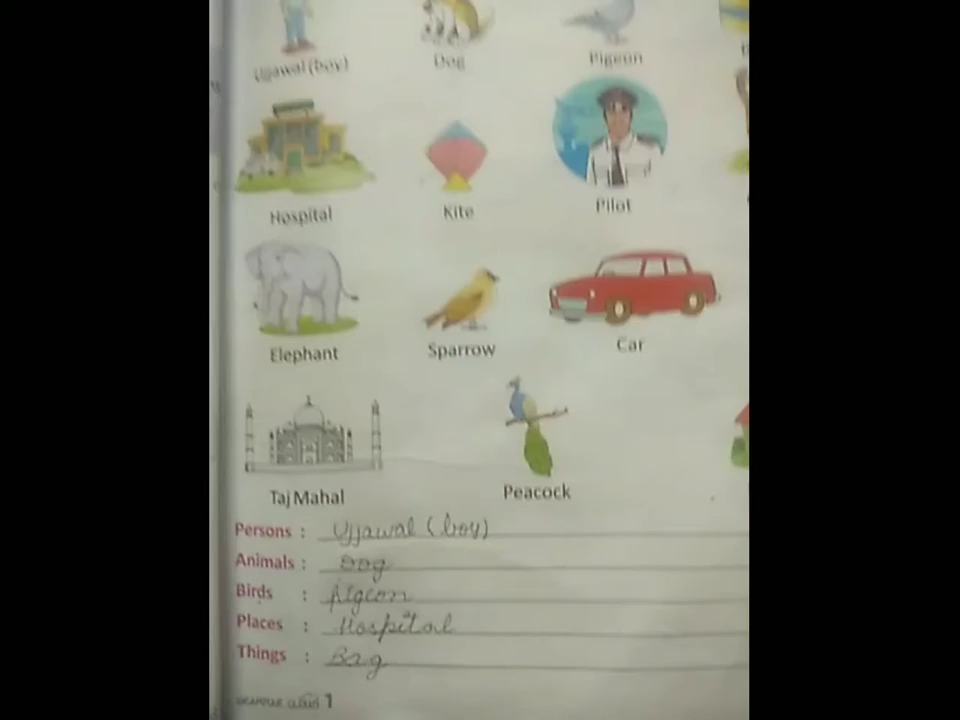 Ujjawal (boy) Dog Pigeon
Hospital Kite Pilot
Elephant Sparrow Car
Taj Mahal Peacock
Persons : Ujjawal (boy)
Animals : Dog
Birds : pigeon
Places : Hospital
Things : Bag
1